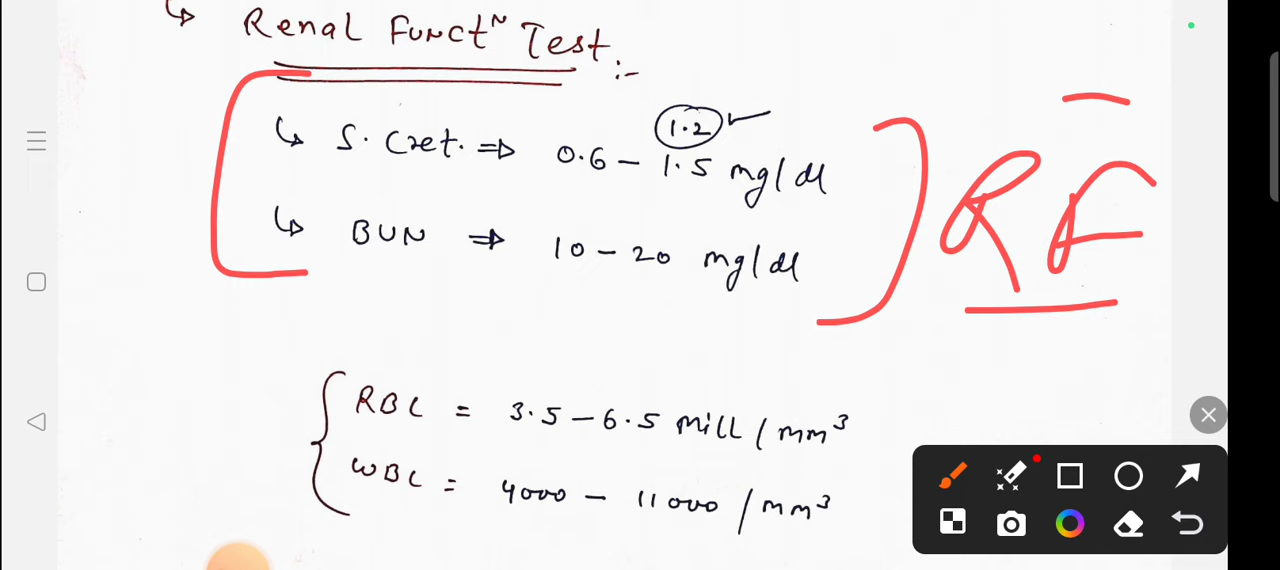 ↳ Renal Functⁿ Test :-
1.2 ✓
↳ S. Cret. ⇒ 0.6 – 1.5 mg/dl
↳ BUN ⇒ 10 – 20 mg/dl
RF
RBC = 3.5 – 6.5 mill / mm³
WBC = 4000 – 11000 / mm³